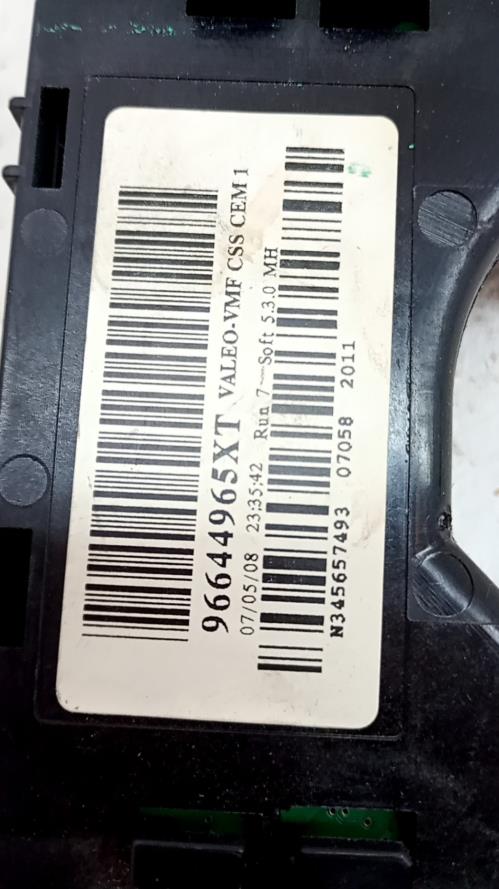 96644965XT VALEO-VMF CSS CEM 1
07/05/08 23:35:42 Run 7 Soft 5.3.0 MH
N345657493 07058 2011